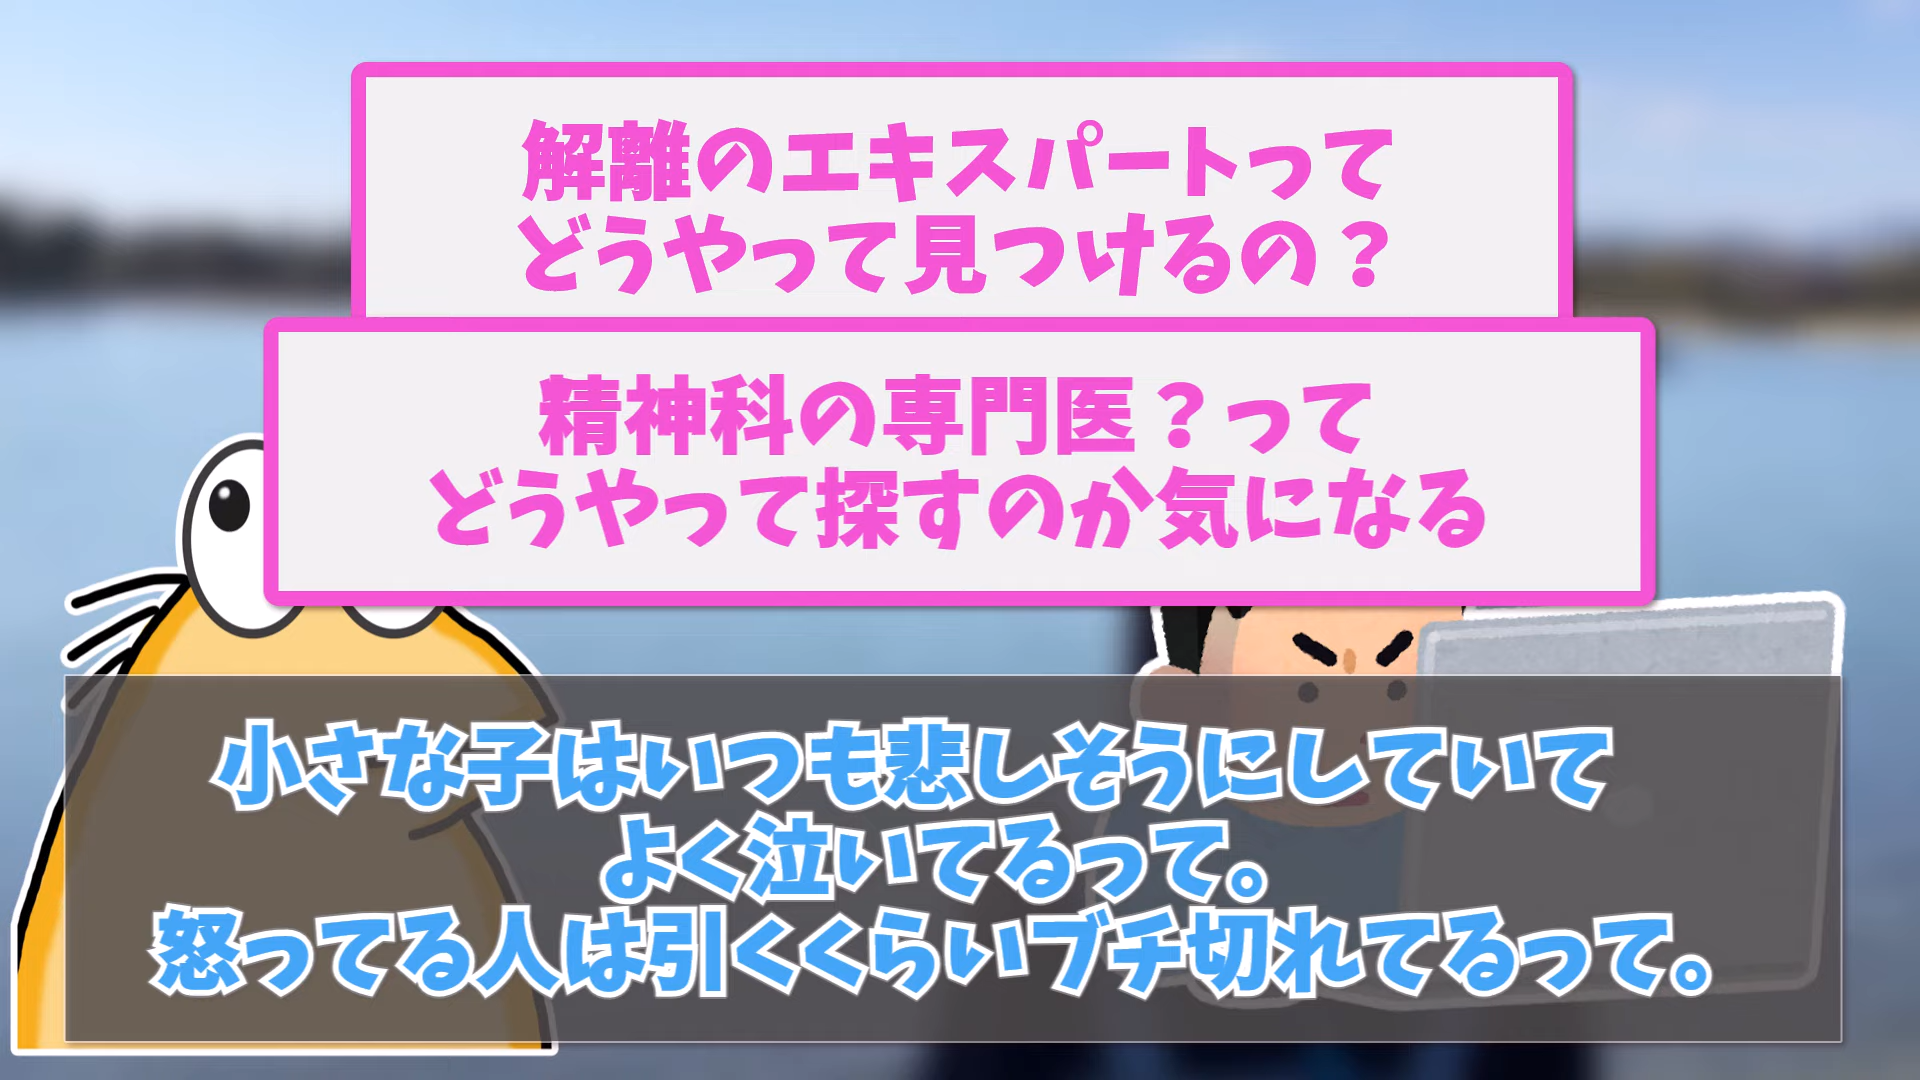 解離のエキスパートって
どうやって見つけるの？
精神科の専門医？って
どうやって探すのか気になる
小さな子はいつも悲しそうにしていて
よく泣いてるって。
怒ってる人は引くくらいブチ切れてるって。